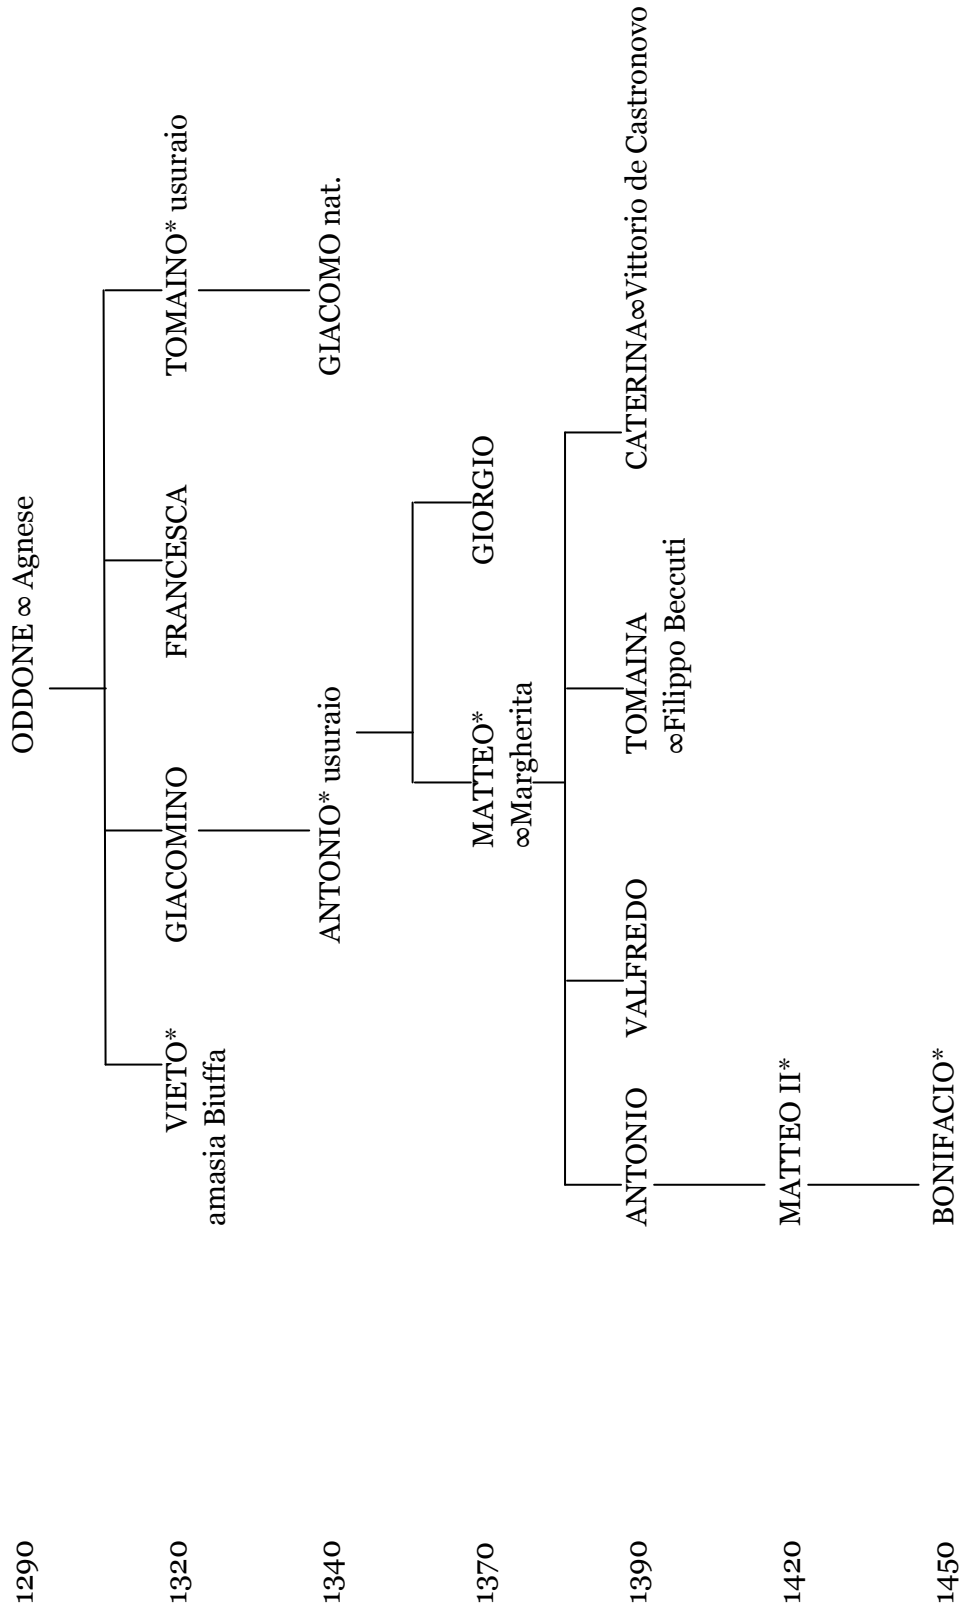 1290
ODDONE ∞ Agnese
1320
VIETO*
amasia Biuffa
GIACOMINO
FRANCESCA
TOMAINO* usuraio
1340
ANTONIO* usuraio
GIACOMO nat.
1370
MATTEO*
∞Margherita
GIORGIO
1390
ANTONIO
VALFREDO
TOMAINA
∞Filippo Beccuti
CATERINA∞Vittorio de Castronovo
1420
MATTEO II*
1450
BONIFACIO*